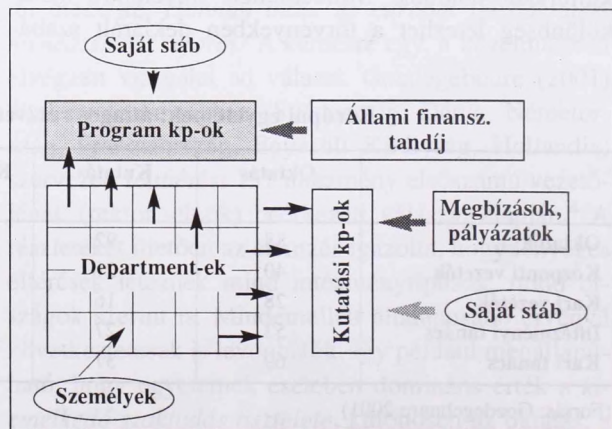 Saját stáb
Program kp-ok
Állami finansz.
tandíj
Department-ek
Kutatási kp-ok
Megbízások,
pályázatok
Saját stáb
Személyek